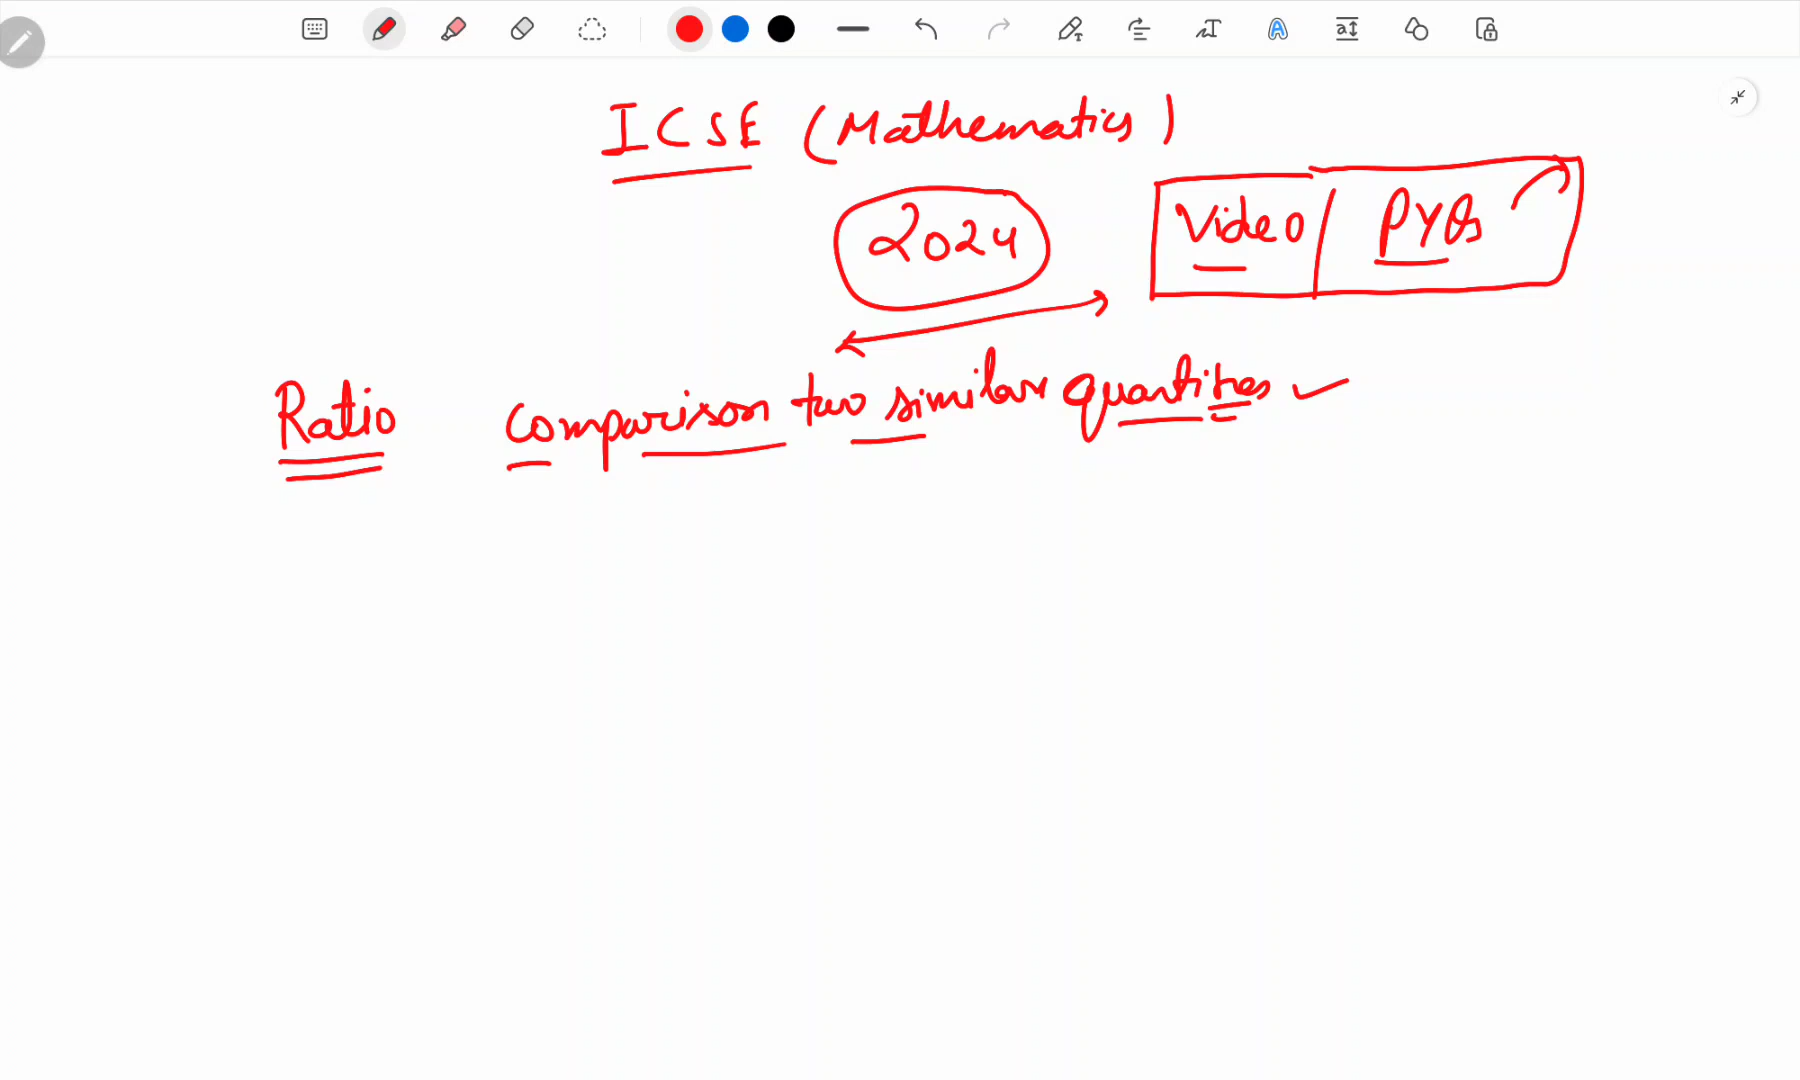 ICSE (Mathematics)
2024
Video PYQs
Ratio comparison two similar quantities